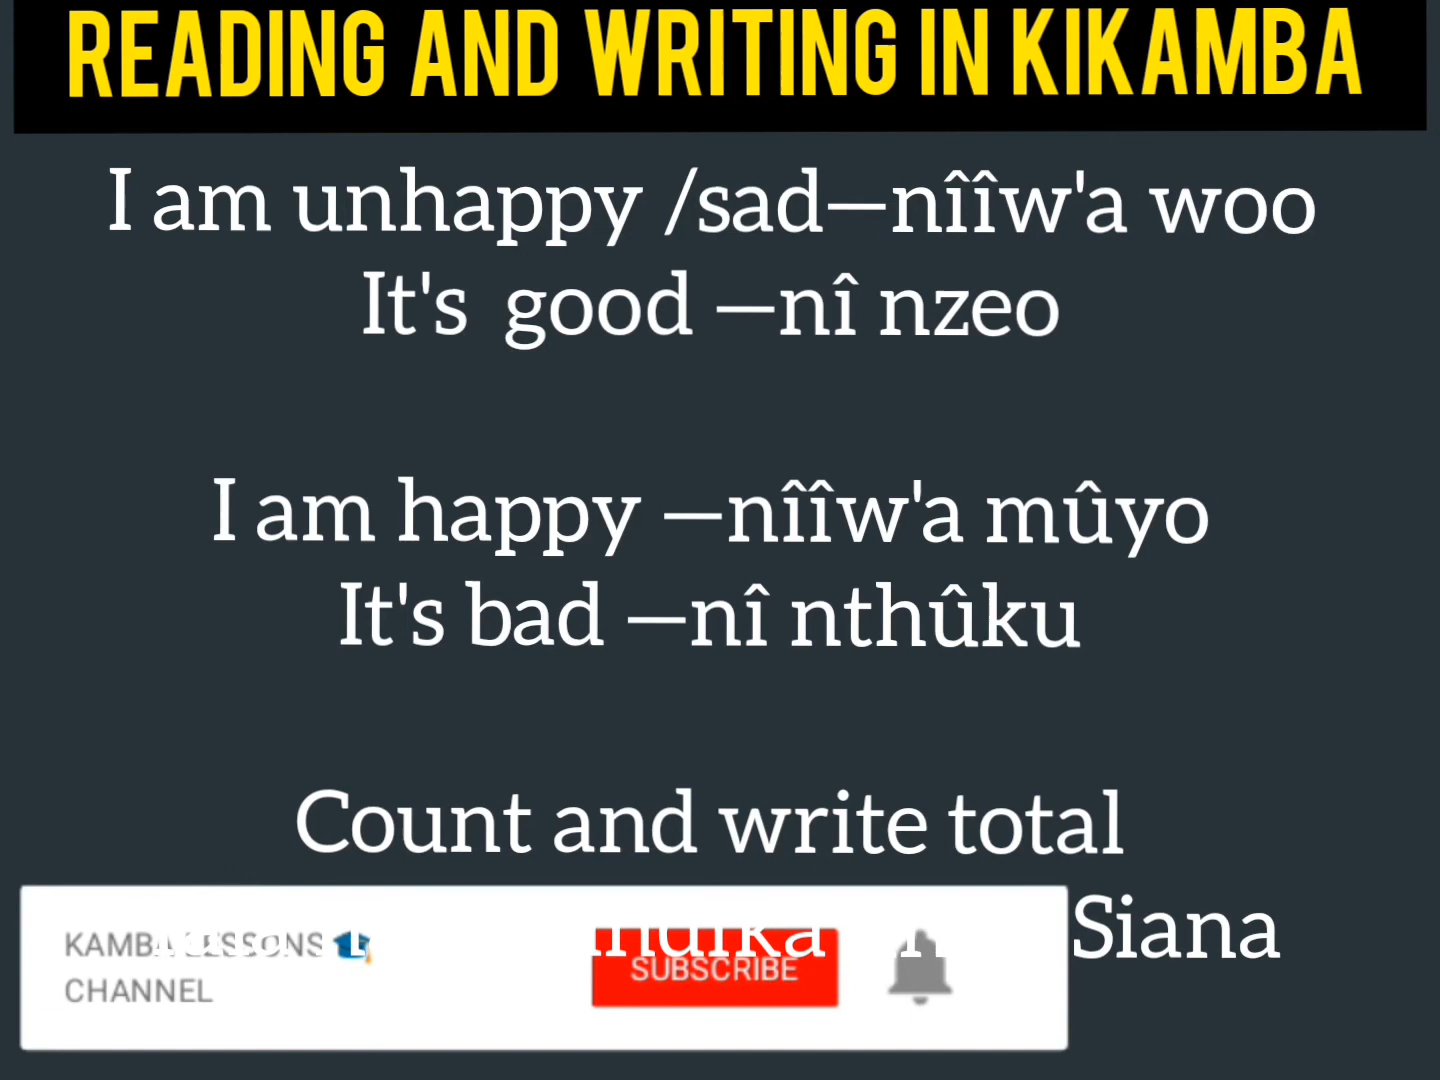 READING AND WRITING IN KIKAMBA
I am unhappy /sad—nîîw'a woo
It's good —nî nzeo
I am happy —nîîw'a mûyo
It's bad —nî nthûku
Count and write total
Siana
KAMBA LESSONS
CHANNEL
SUBSCRIBE